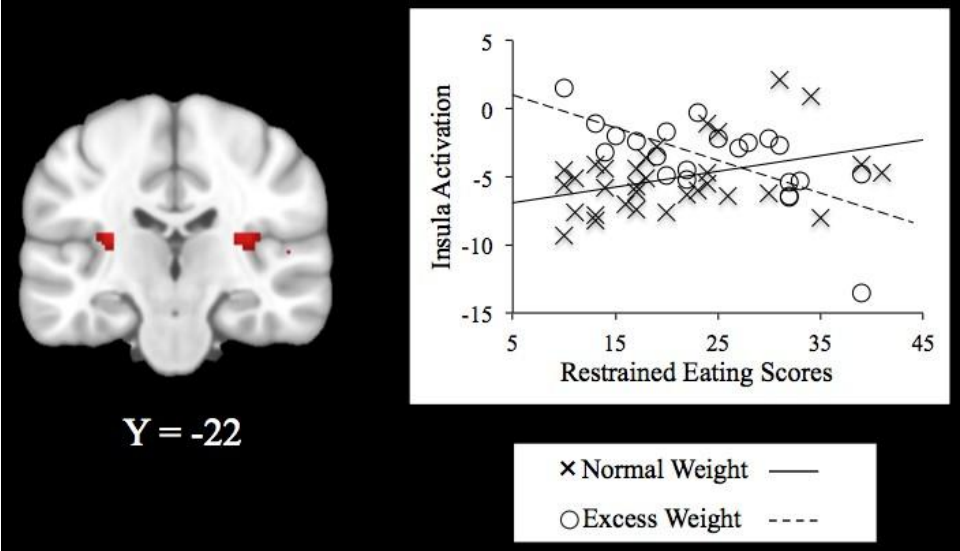 Y = -22
5
0
-5
-10
-15
Insula Activation
5 15 25 35 45
Restrained Eating Scores
× Normal Weight
Excess Weight